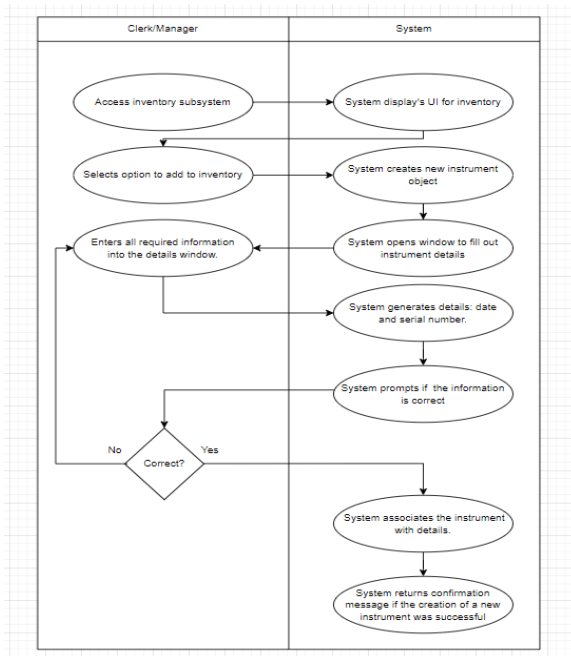 Clerk/Manager
System
Access inventory subsystem
System display's UI for inventory
Selects option to add to inventory
System creates new instrument
object
Enters all required information
into the details window.
System opens window to fill out
instrument details
System generates details: date
and serial number.
System prompts if the information
is correct
No
Yes
Correct?
System associates the instrument
with details.
System returns confirmation
message if the creation of a new
instrument was successful